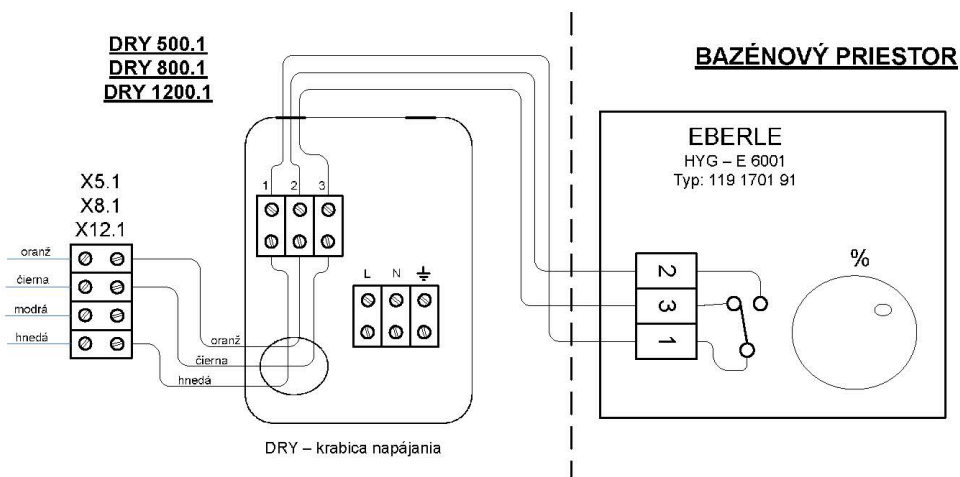 DRY 500.1
DRY 800.1
DRY 1200.1
BAZÉNOVÝ PRIESTOR
EBERLE
HYG – E 6001
Typ: 119 1701 91
X5.1
X8.1
X12.1
1 2 3
oranž
čierna
modrá
hnedá
L N
%
2
3
1
oranž
čierna
hnedá
DRY – krabica napájania